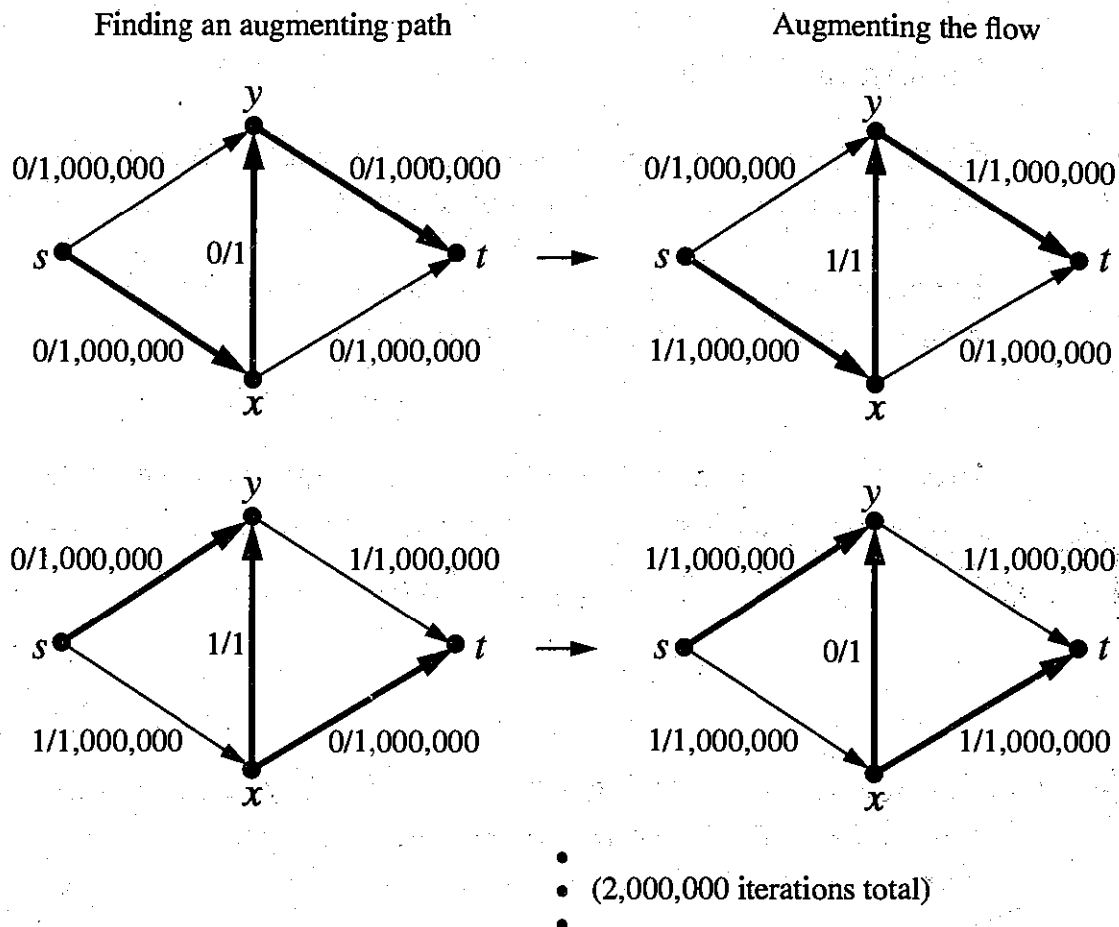 Finding an augmenting path
Augmenting the flow
y
0/1,000,000
0/1,000,000
s
0/1
t
0/1,000,000
0/1,000,000
x
y
0/1,000,000
1/1,000,000
s
1/1
t
1/1,000,000
0/1,000,000
x
y
0/1,000,000
1/1,000,000
s
1/1
t
1/1,000,000
0/1,000,000
x
y
1/1,000,000
1/1,000,000
s
0/1
t
1/1,000,000
1/1,000,000
x
(2,000,000 iterations total)